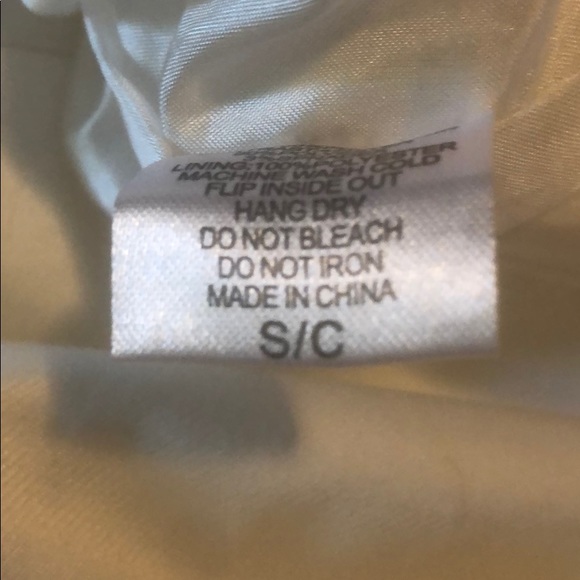 LINING:100%POLYESTER
MACHINE WASH COLD
FLIP INSIDE OUT
HANG DRY
DO NOT BLEACH
DO NOT IRON
MADE IN CHINA
S/C